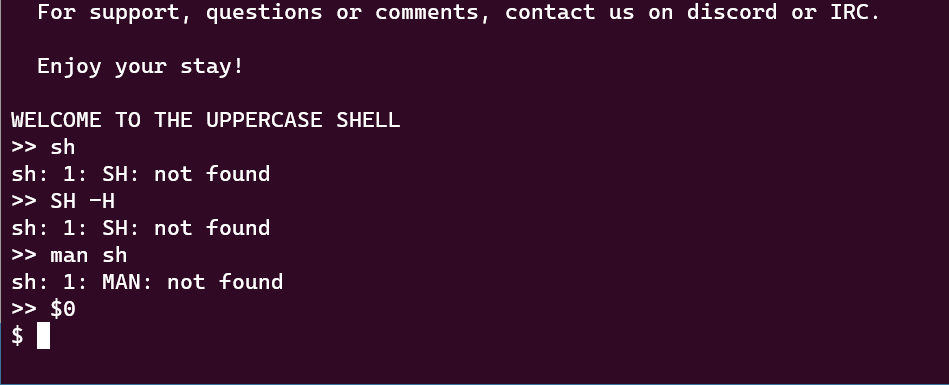 For support, questions or comments, contact us on discord or IRC.
Enjoy your stay!
WELCOME TO THE UPPERCASE SHELL
>> sh
sh: 1: SH: not found
>> SH -H
sh: 1: SH: not found
>> man sh
sh: 1: MAN: not found
>> $0
$